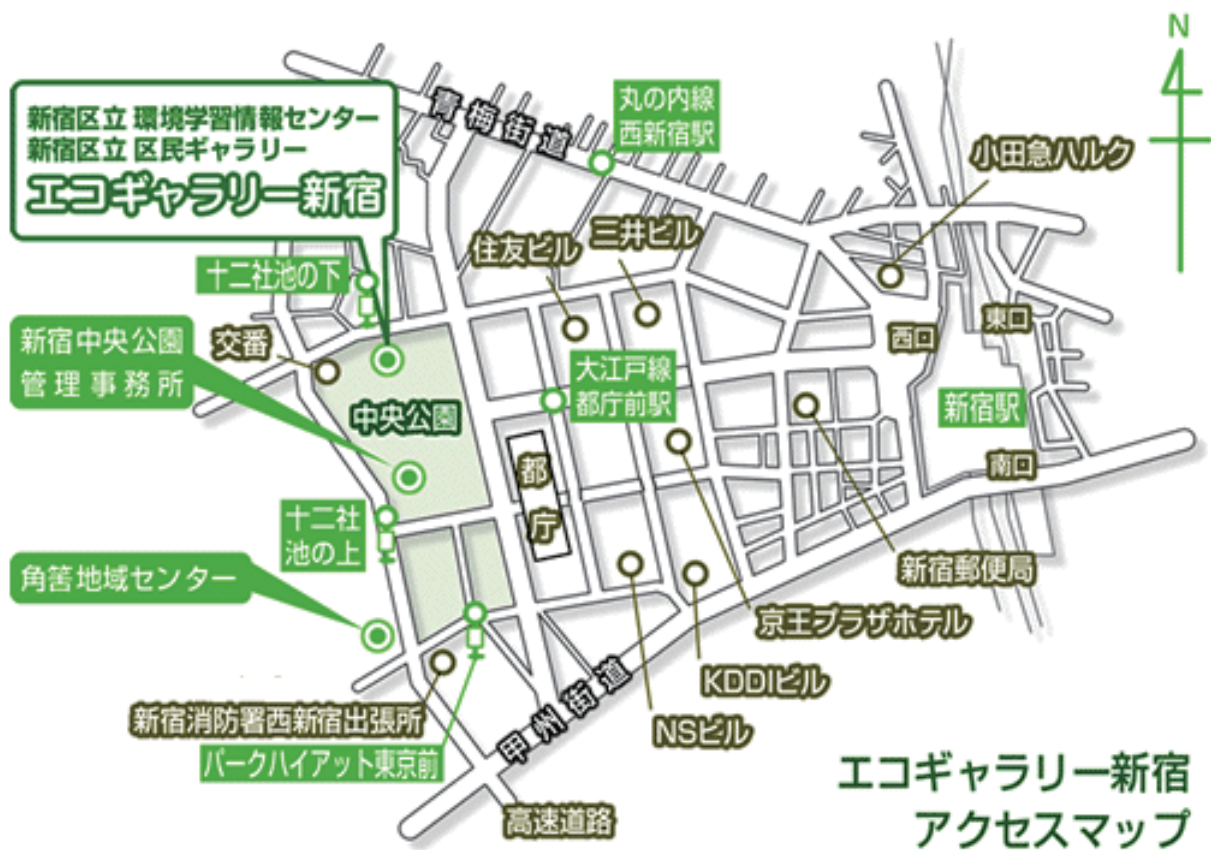 N
新宿区立 環境学習情報センター
新宿区立 区民ギャラリー
エコギャラリー新宿
青梅街道
丸の内線
西新宿駅
小田急ハルク
三井ビル
住友ビル
十二社池の下
新宿中央公園
管理事務所
交番
中央公園
大江戸線
都庁前駅
西口
東口
新宿駅
南口
都庁
十二社
池の上
角筈地域センター
新宿郵便局
京王プラザホテル
KDDIビル
NSビル
甲州街道
新宿消防署西新宿出張所
パークハイアット東京前
高速道路
エコギャラリー新宿
アクセスマップ